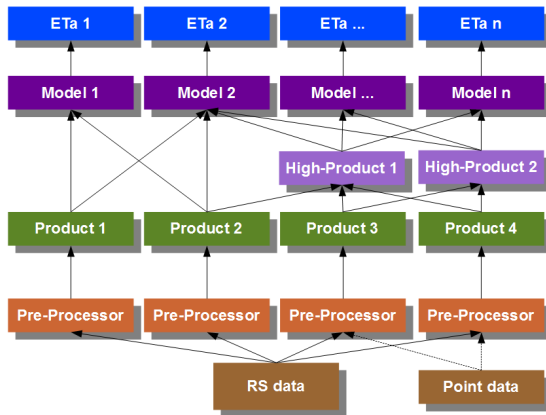 ETa 1
ETa 2
ETa ...
ETa n
Model 1
Model 2
Model ...
Model n
High-Product 1
High-Product 2
Product 1
Product 2
Product 3
Product 4
Pre-Processor
Pre-Processor
Pre-Processor
Pre-Processor
RS data
Point data